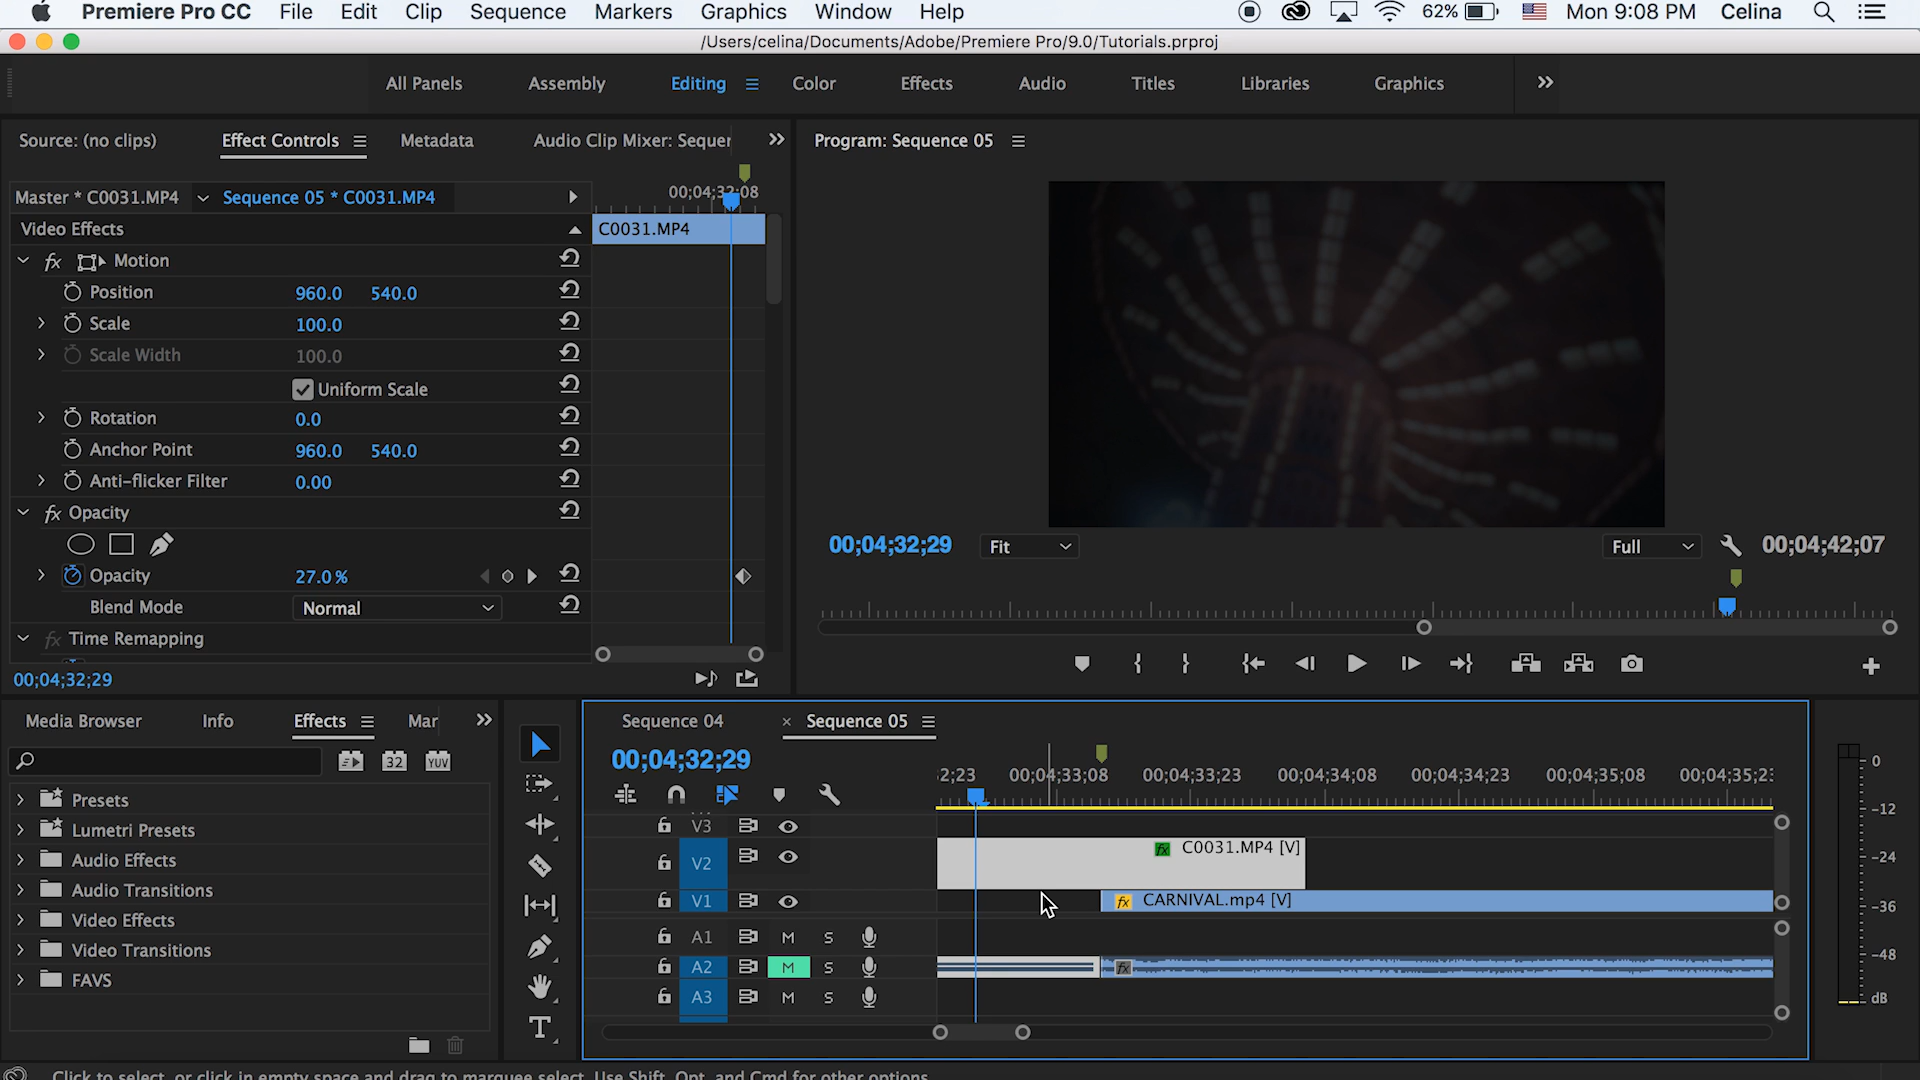 Premiere Pro CC File Edit Clip Sequence Markers Graphics Window Help 62% Mon 9:08 PM Celina
/Users/celina/Documents/Adobe/Premiere Pro/9.0/Tutorials.prproj
All Panels Assembly Editing Color Effects Audio Titles Libraries Graphics
Source: (no clips) Effect Controls Metadata Audio Clip Mixer: Sequer
Program: Sequence 05
00;04;32;08
Master * C0031.MP4 Sequence 05 * C0031.MP4
Video Effects C0031.MP4
fx Motion
Position 960.0 540.0
Scale 100.0
Scale Width 100.0
Uniform Scale
Rotation 0.0
Anchor Point 960.0 540.0
Anti-flicker Filter 0.00
fx Opacity
Opacity 27.0 %
Blend Mode Normal
fx Time Remapping
00;04;32;29
00;04;32;29 Fit Full 00;04;42;07
Media Browser Info Effects Mar
32 YUV
Presets
Lumetri Presets
Audio Effects
Audio Transitions
Video Effects
Video Transitions
FAVS
T
Sequence 04 × Sequence 05
00;04;32;29
2;23 00;04;33;08 00;04;33;23 00;04;34;08 00;04;34;23 00;04;35;08 00;04;35;2
V3
V2 fx C0031.MP4 [V]
V1 fx CARNIVAL.mp4 [V]
A1 M S
A2 M S fx
A3 M S
0
-12
-24
-36
-48
dB
Click to select, or click in empty space and drag to marquee select. Use Shift, Opt, and Cmd for other options.